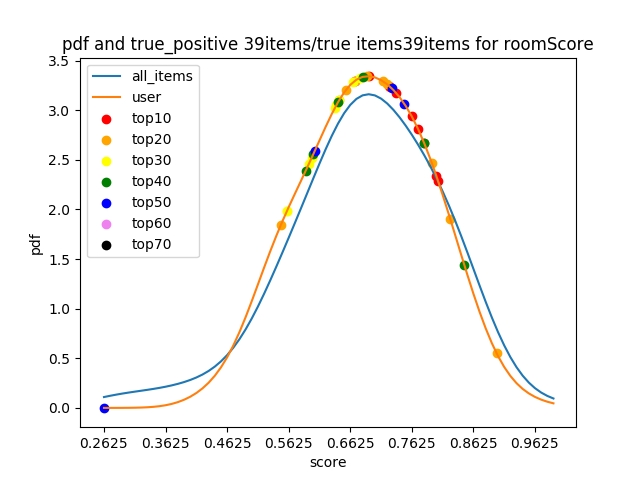 pdf and true_positive 39items/true items39items for roomScore
3.5
3.0
2.5
2.0
1.5
1.0
0.5
0.0
pdf
all_items
user
top10
top20
top30
top40
top50
top60
top70
0.2625 0.3625 0.4625 0.5625 0.6625 0.7625 0.8625 0.9625
score